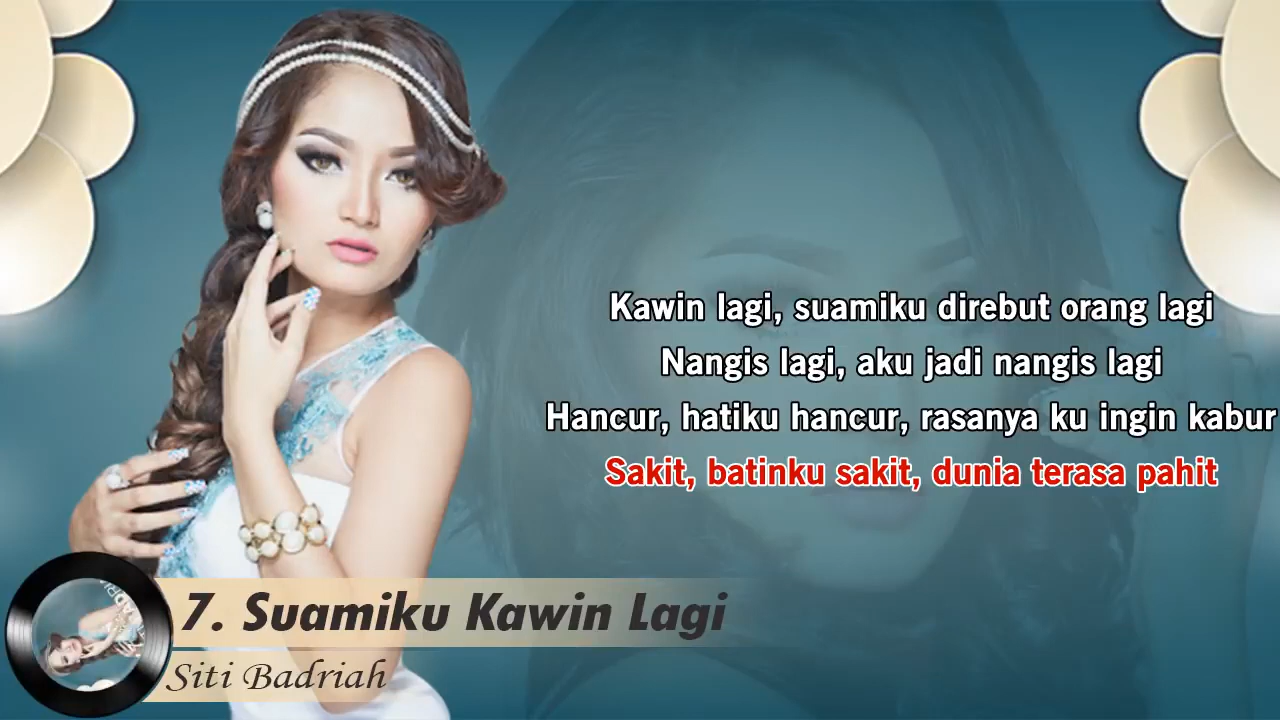 Kawin lagi, suamiku direbut orang lagi
Nangis lagi, aku jadi nangis lagi
Hancur, hatiku hancur, rasanya ku ingin kabur
Sakit, batinku sakit, dunia terasa pahit
7. Suamiku Kawin Lagi
Siti Badriah